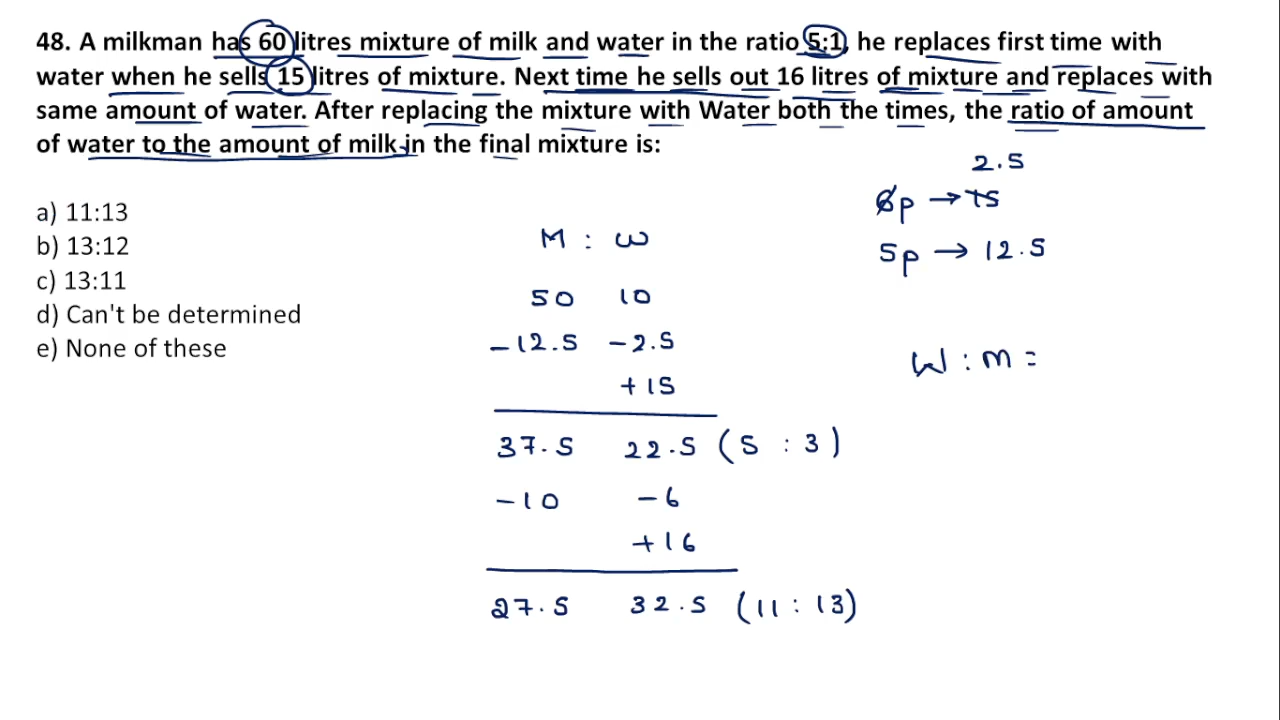 48. A milkman has 60 litres mixture of milk and water in the ratio 5:1, he replaces first time with
water when he sells 15 litres of mixture. Next time he sells out 16 litres of mixture and replaces with
same amount of water. After replacing the mixture with Water both the times, the ratio of amount
of water to the amount of milk in the final mixture is:
a) 11:13
b) 13:12
c) 13:11
d) Can't be determined
e) None of these
M : W
50 10
-12.5 -2.5
+15
37.5 22.5 (5 : 3)
-10 -6
+16
27.5 32.5 (11 : 13)
2.5
6p → 15
5p → 12.5
W : M =